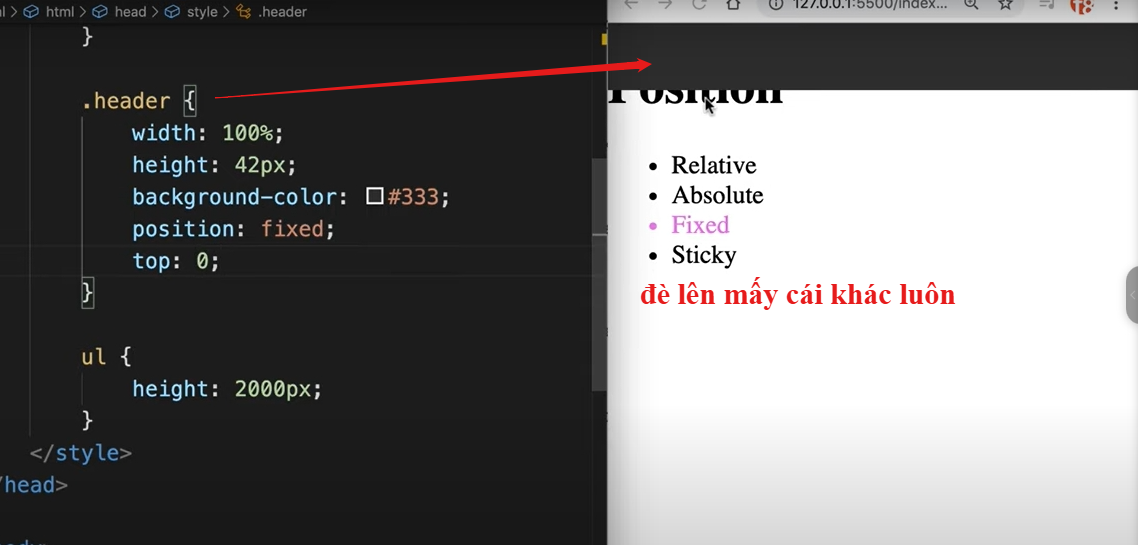 html > head > style > .header
127.0.0.1:5500/index...
}
.header {
width: 100%;
height: 42px;
background-color: #333;
position: fixed;
top: 0;
}
ul {
height: 2000px;
}
</style>
/head>
Position
• Relative
• Absolute
• Fixed
• Sticky
đè lên mấy cái khác luôn